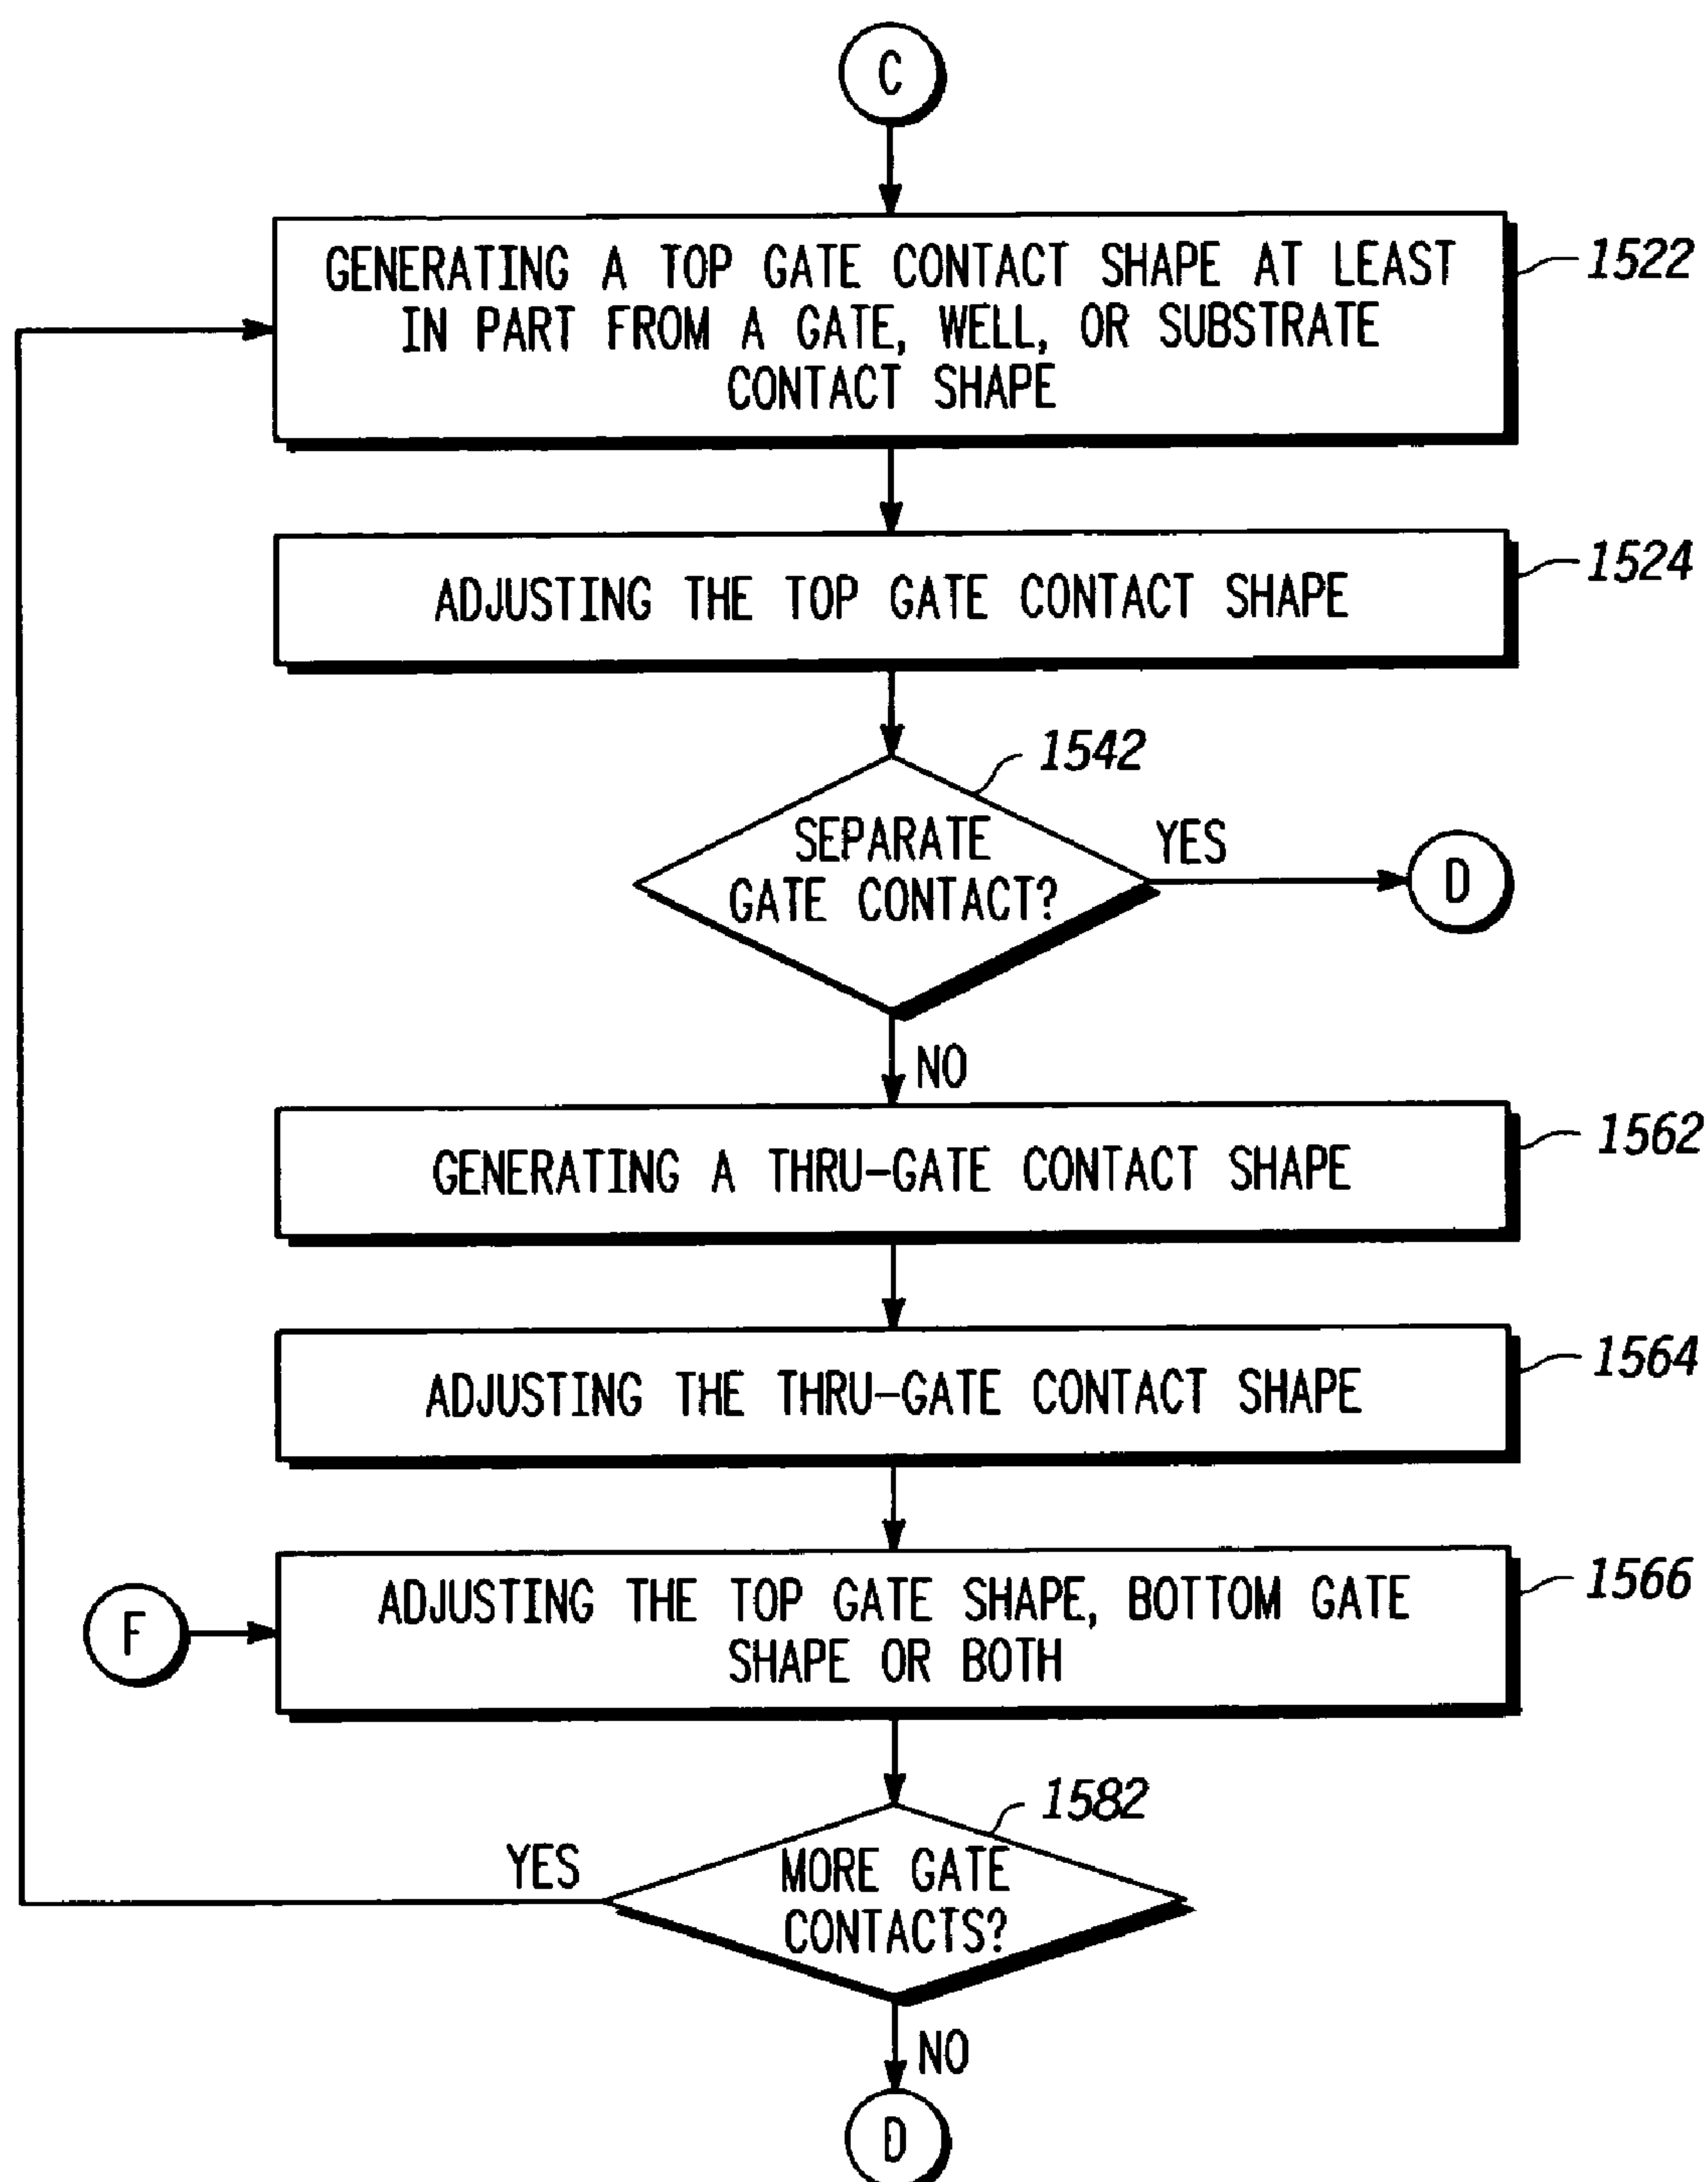 C
GENERATING A TOP GATE CONTACT SHAPE AT LEAST
IN PART FROM A GATE, WELL, OR SUBSTRATE
CONTACT SHAPE
1522
ADJUSTING THE TOP GATE CONTACT SHAPE
1524
1542
SEPARATE
GATE CONTACT?
YES
D
NO
GENERATING A THRU-GATE CONTACT SHAPE
1562
ADJUSTING THE THRU-GATE CONTACT SHAPE
1564
F
ADJUSTING THE TOP GATE SHAPE, BOTTOM GATE
SHAPE OR BOTH
1566
1582
YES
MORE GATE
CONTACTS?
NO
D